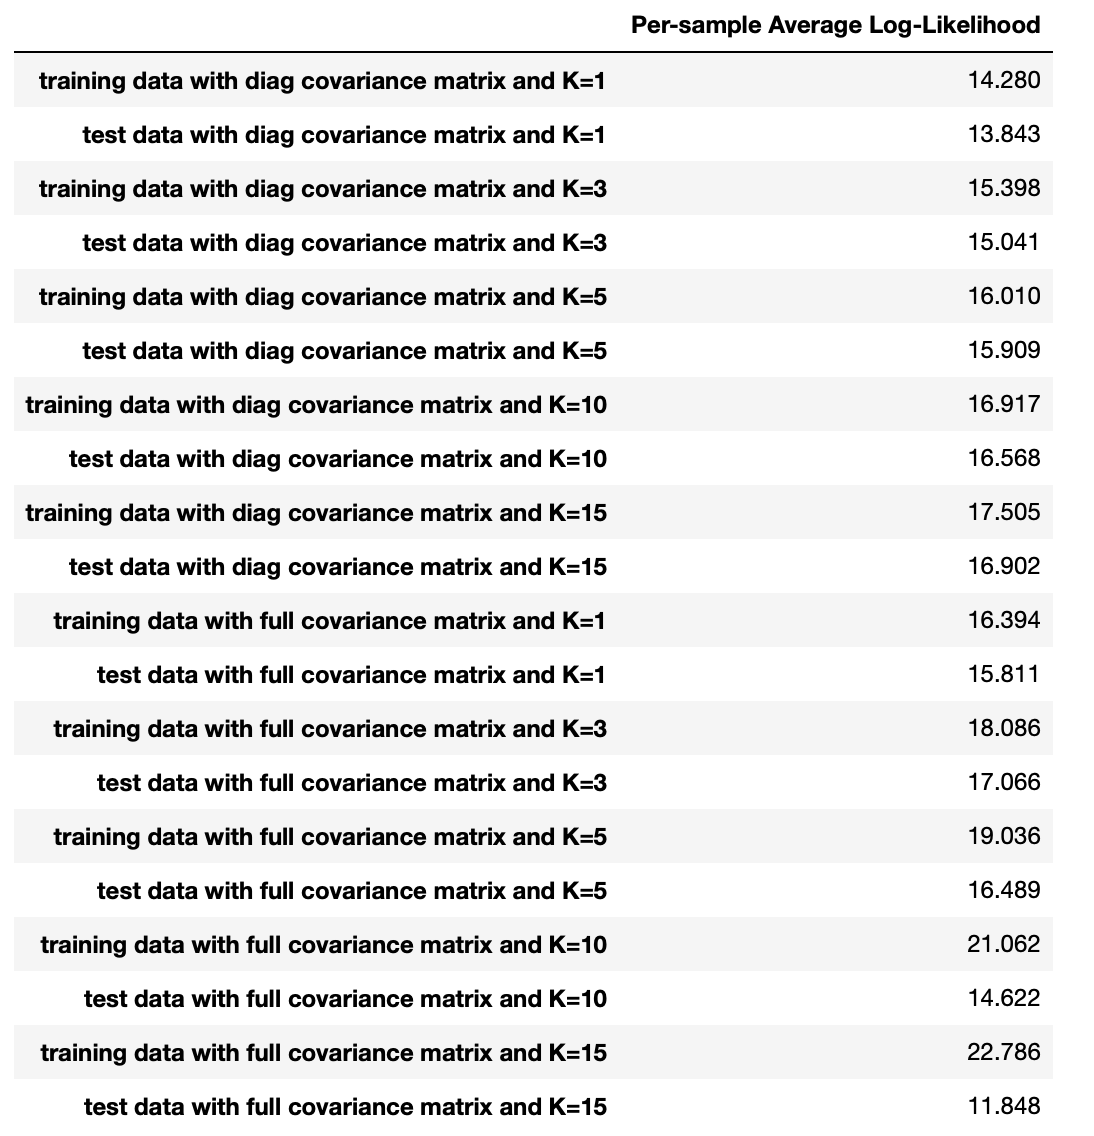 Per-sample Average Log-Likelihood
training data with diag covariance matrix and K=1 14.280
test data with diag covariance matrix and K=1 13.843
training data with diag covariance matrix and K=3 15.398
test data with diag covariance matrix and K=3 15.041
training data with diag covariance matrix and K=5 16.010
test data with diag covariance matrix and K=5 15.909
training data with diag covariance matrix and K=10 16.917
test data with diag covariance matrix and K=10 16.568
training data with diag covariance matrix and K=15 17.505
test data with diag covariance matrix and K=15 16.902
training data with full covariance matrix and K=1 16.394
test data with full covariance matrix and K=1 15.811
training data with full covariance matrix and K=3 18.086
test data with full covariance matrix and K=3 17.066
training data with full covariance matrix and K=5 19.036
test data with full covariance matrix and K=5 16.489
training data with full covariance matrix and K=10 21.062
test data with full covariance matrix and K=10 14.622
training data with full covariance matrix and K=15 22.786
test data with full covariance matrix and K=15 11.848